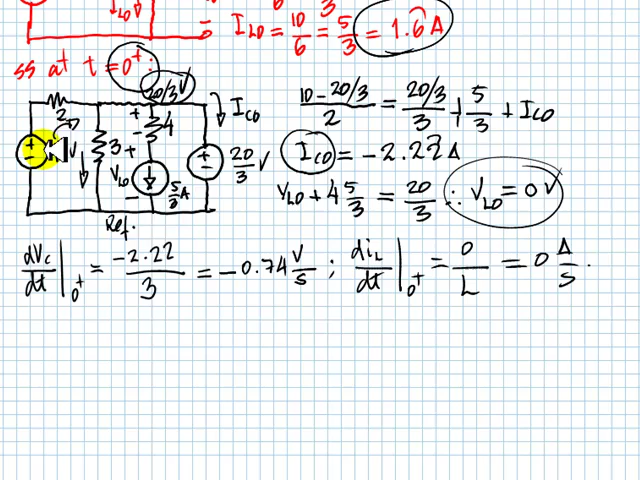 I_L0 = 10/6 = 5/3 = 1.6 A
ss at t = 0⁺:
20/3 V
I_C0
2
3
4
+
-
+
-
V_L0
5/3 A
+
-
20/3 V
+
-
V
Ref.
(10 - 20/3)/2 = (20/3)/3 + 5/3 + I_C0
I_C0 = -2.22 A
V_L0 + 4 5/3 = 20/3 ∴ V_L0 = 0 V
dV_C/dt |_0⁺ = -2.22/3 = -0.74 V/s ; di_L/dt |_0⁺ = 0/L = 0 A/s .